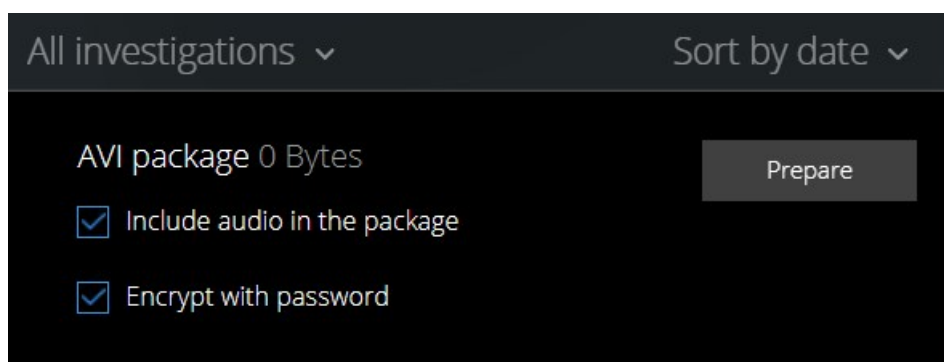 All investigations
Sort by date
AVI package 0 Bytes
Prepare
Include audio in the package
Encrypt with password